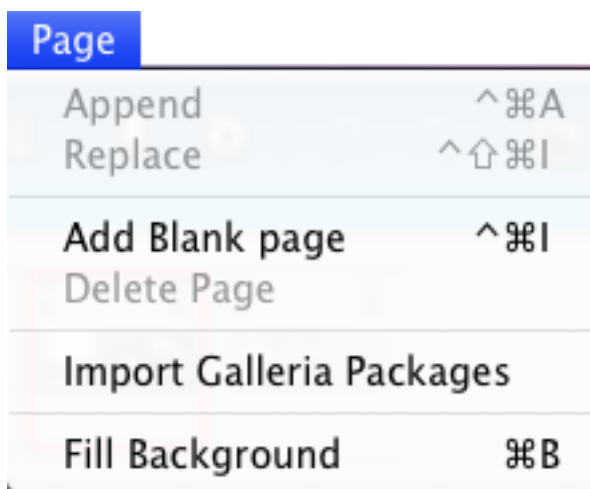 Page
Append ^⌘A
Replace ^⇧⌘I
Add Blank page ^⌘I
Delete Page
Import Galleria Packages
Fill Background ⌘B